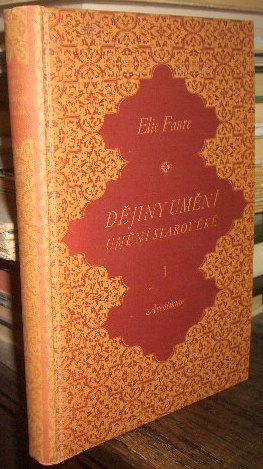 Elie Faure
DĚJINY UMĚNÍ
UMĚNÍ STAROVĚKÉ
1
Aventinum